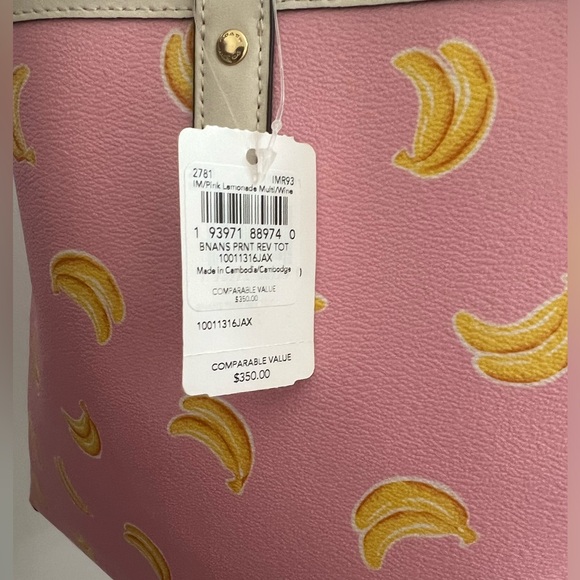 2781 IMR93
IM/Pink Lemonade Multi/Wine
1 93971 88974 0
BNANS PRNT REV TOT
10011316JAX
Made in Cambodia/Cambodge )
COMPARABLE VALUE
$350.00
10011316JAX
COMPARABLE VALUE
$350.00